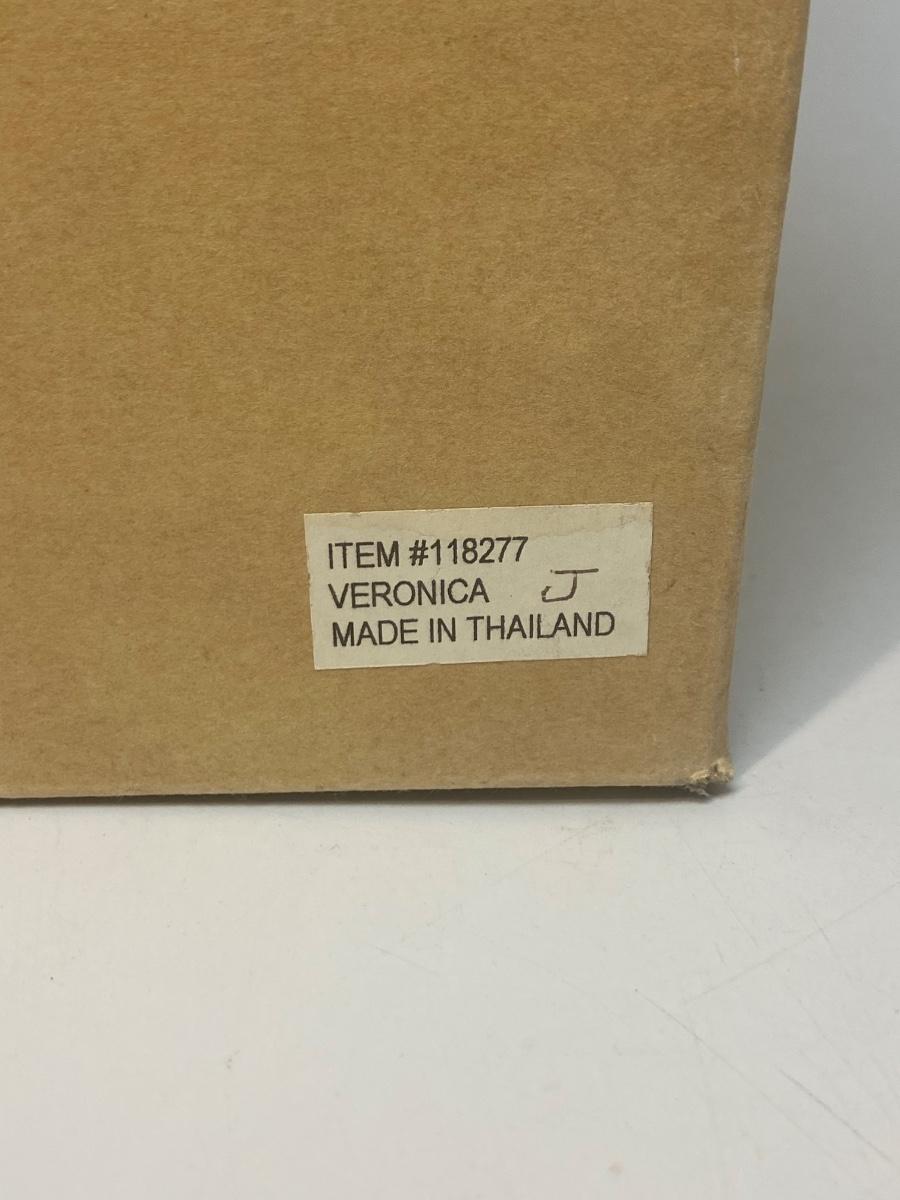 ITEM #118277
VERONICA J
MADE IN THAILAND